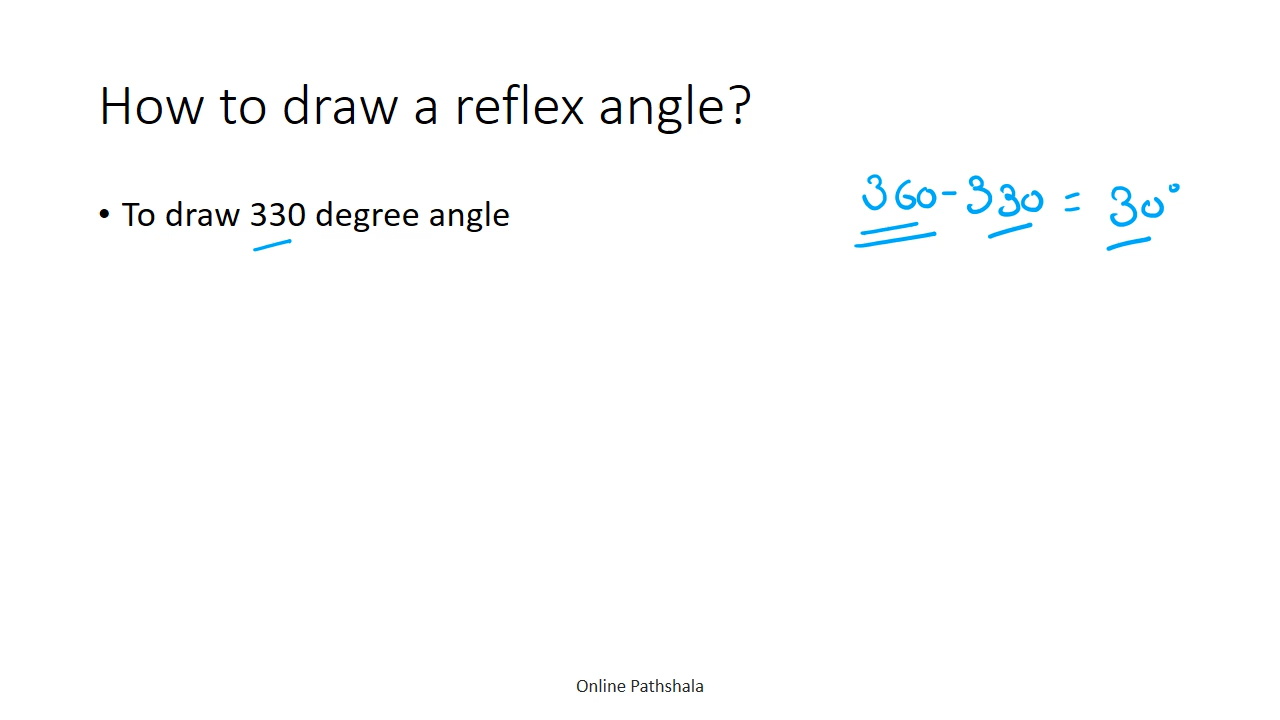 How to draw a reflex angle?
• To draw 330 degree angle
360-330 = 30°
Online Pathshala